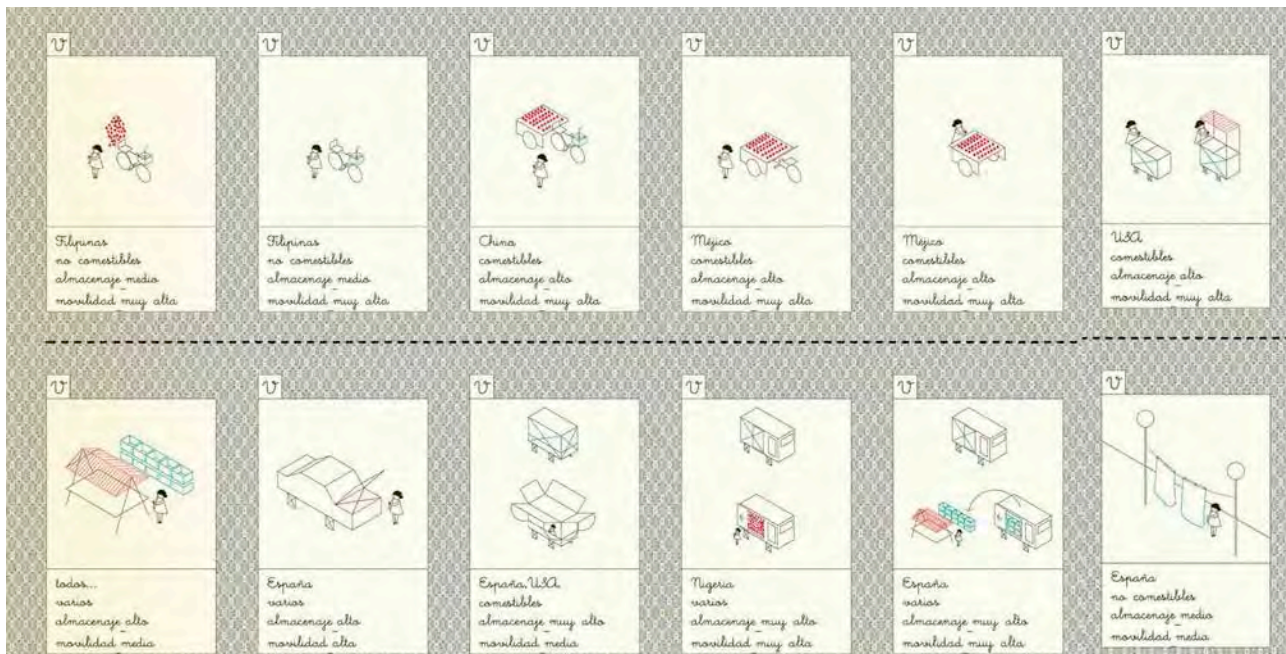 V
Filipinas
no comestibles
almacenaje medio
movilidad muy alta
V
Filipinas
no comestibles
almacenaje medio
movilidad muy alta
V
China
comestibles
almacenaje alto
movilidad muy alta
V
Méjico
comestibles
almacenaje alto
movilidad muy alta
V
Méjico
comestibles
almacenaje alto
movilidad muy alta
V
USA
comestibles
almacenaje alto
movilidad muy alta
V
todos...
varios
almacenaje alto
movilidad media
V
España
varios
almacenaje alto
movilidad alta
V
España, USA.
comestibles
almacenaje muy alto
movilidad media
V
Nigeria
varios
almacenaje muy alto
movilidad muy alta
V
España
varios
almacenaje muy alto
movilidad muy alta
V
España
no comestibles
almacenaje medio
movilidad media